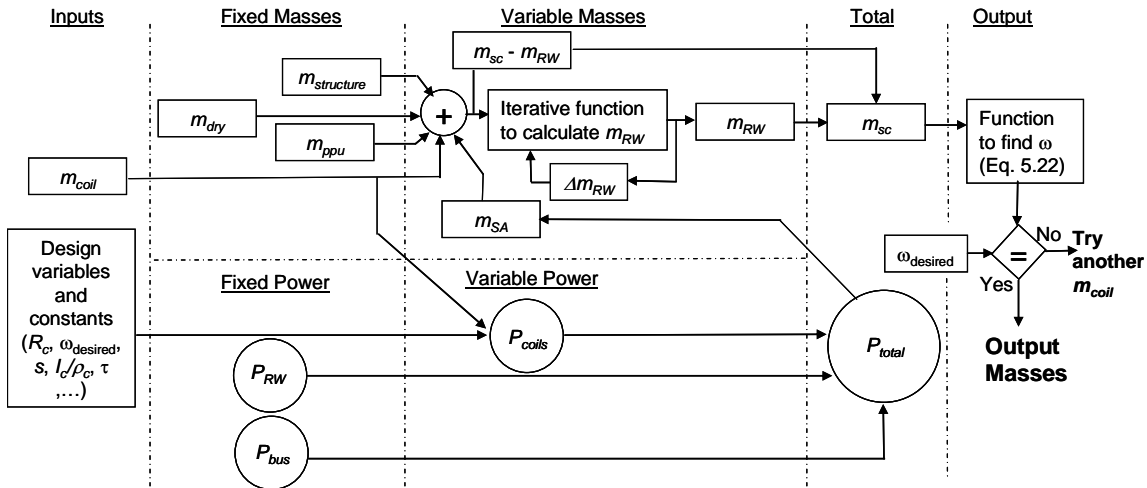 Inputs
Fixed Masses
Variable Masses
Total
Output
m_sc - m_RW
m_structure
m_dry
m_ppu
m_coil
+
Iterative function
to calculate m_RW
m_RW
m_sc
Function
to find ω
(Eq. 5.22)
Δm_RW
m_SA
Design
variables
and
constants
(R_c, ω_desired,
s, I_c/ρ_c, τ
,...)
Fixed Power
Variable Power
P_coils
P_RW
P_bus
P_total
ω_desired
=
No
Yes
Try
another
m_coil
Output
Masses